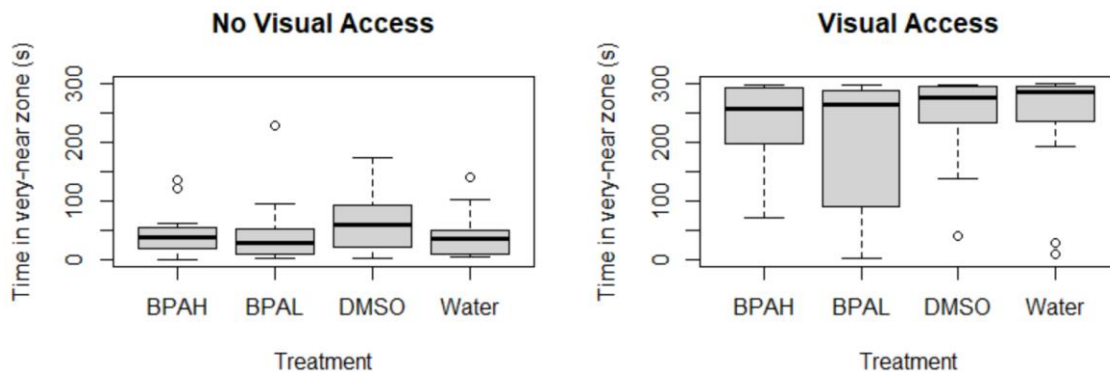 No Visual Access
Time in very-near zone (s)
300
200
100
0
BPAH BPAL DMSO Water
Treatment
Visual Access
Time in very-near zone (s)
300
200
100
0
BPAH BPAL DMSO Water
Treatment